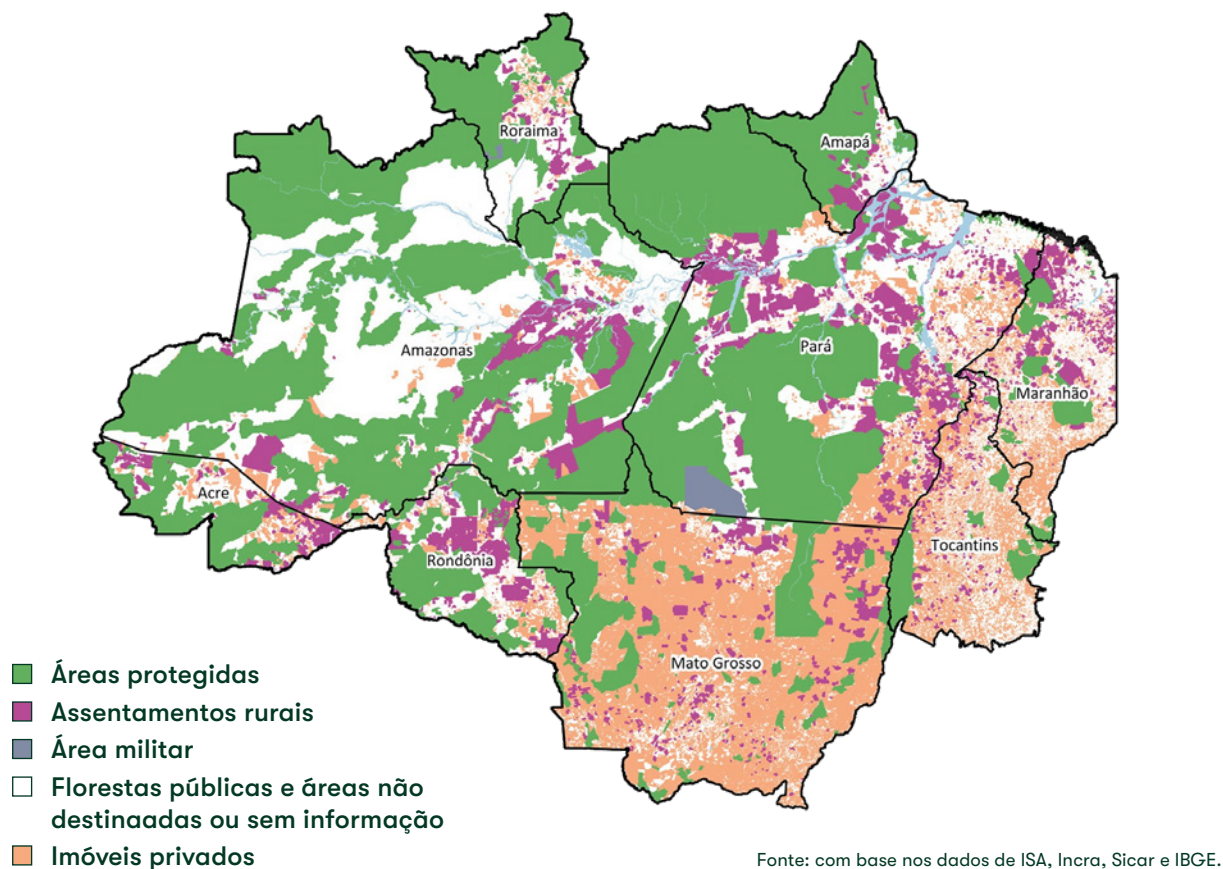 Roraima
Amapá
Amazonas
Pará
Maranhão
Acre
Rondônia
Tocantins
Mato Grosso
Áreas protegidas
Assentamentos rurais
Área militar
Florestas públicas e áreas não
destinaadas ou sem informação
Imóveis privados
Fonte: com base nos dados de ISA, Incra, Sicar e IBGE.